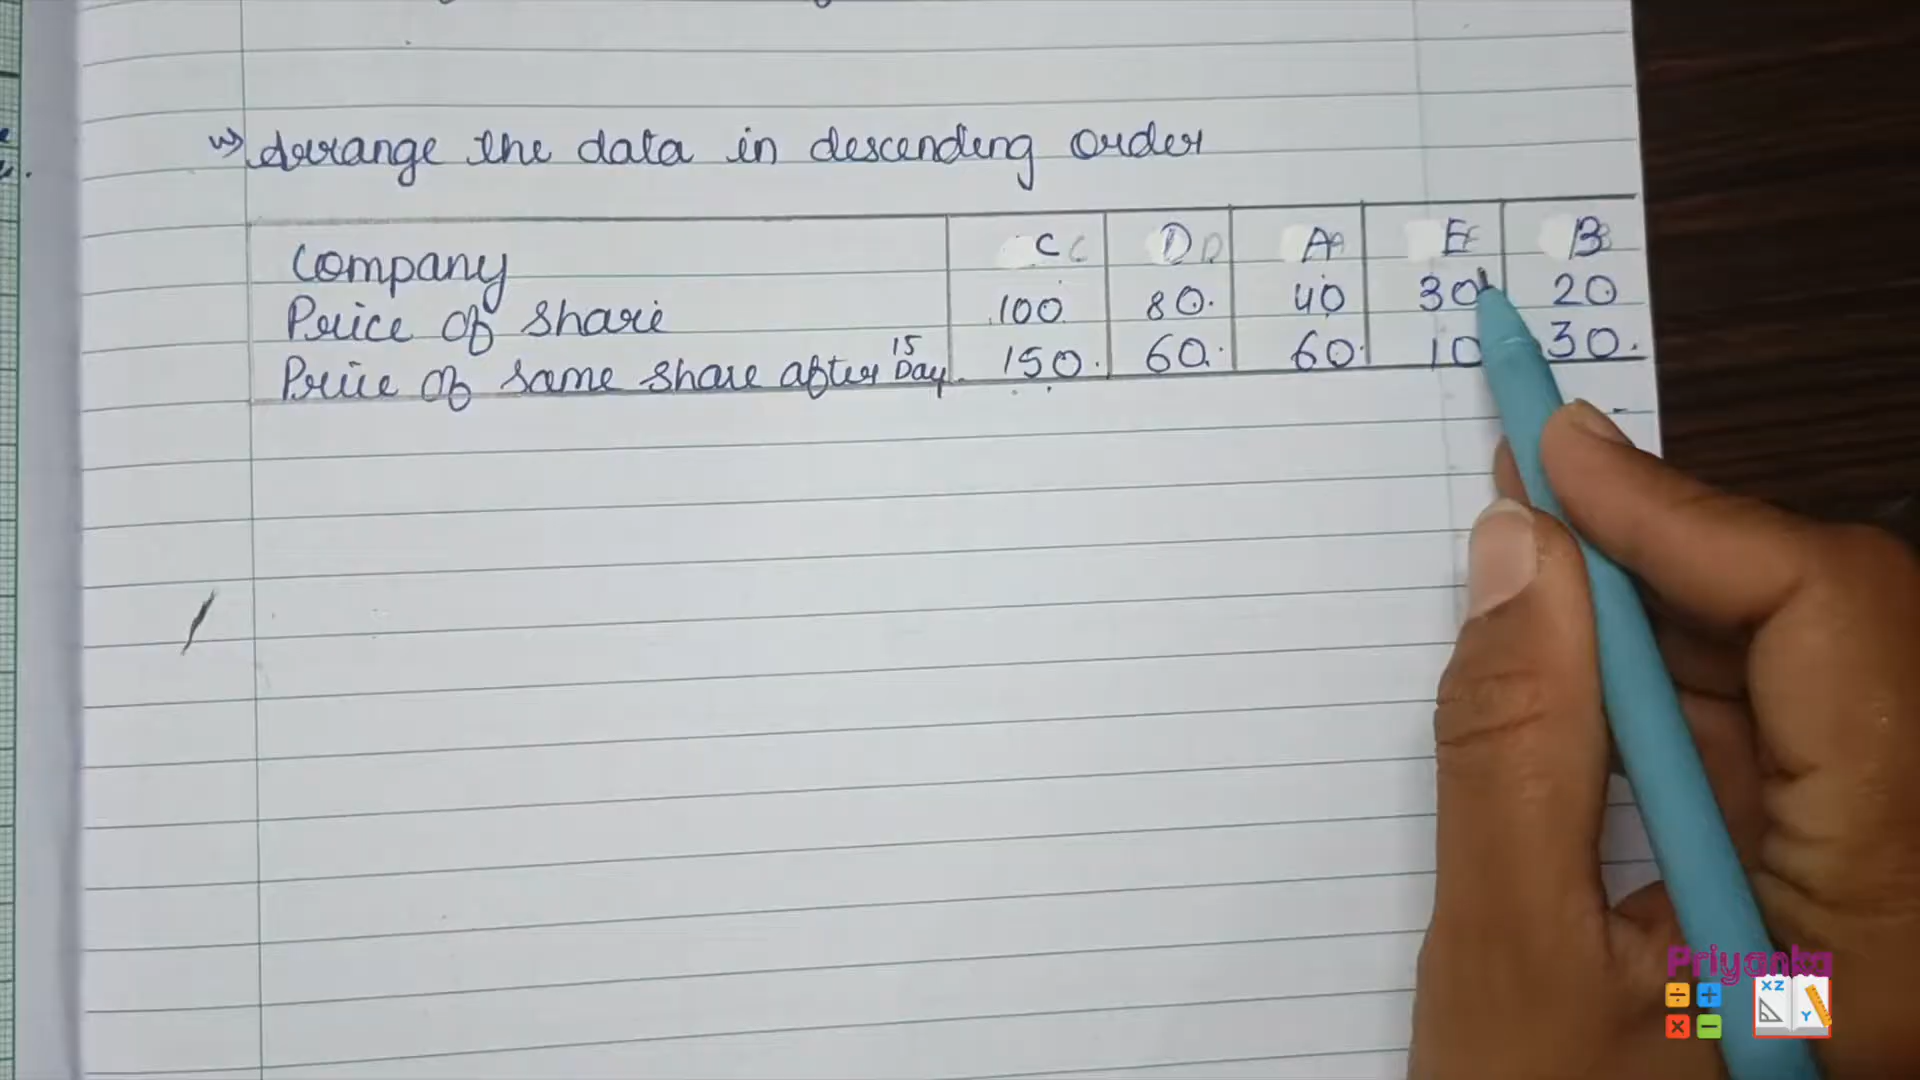 Arrange the data in descending order
Company C C D D A A E E B B
Price of share 100 80. 40 30 20
Price of same share after 15 Day. 150. 60. 60. 10 30.
Priyanka
÷ + XZ
× − Y